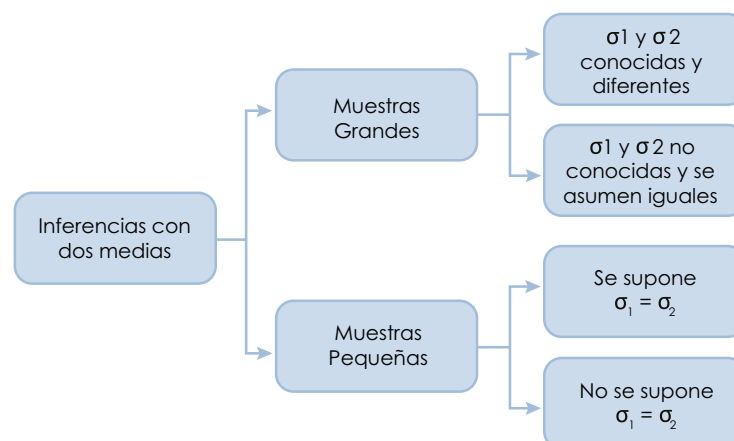 Inferencias con
dos medias
Muestras
Grandes
σ1 y σ2
conocidas y
diferentes
σ1 y σ2 no
conocidas y se
asumen iguales
Muestras
Pequeñas
Se supone
σ₁ = σ₂
No se supone
σ₁ = σ₂